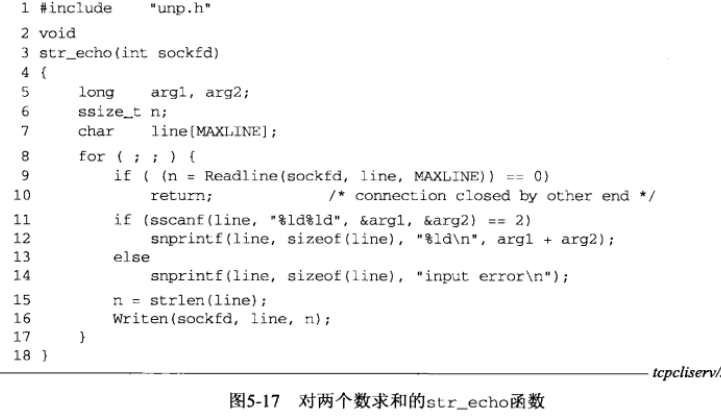 1 #include "unp.h"
2 void
3 str_echo(int sockfd)
4 {
5 long arg1, arg2;
6 ssize_t n;
7 char line[MAXLINE];
8 for ( ; ; ) {
9 if ( (n = Readline(sockfd, line, MAXLINE)) == 0)
10 return; /* connection closed by other end */
11 if (sscanf(line, "%ld%ld", &arg1, &arg2) == 2)
12 snprintf(line, sizeof(line), "%ld\n", arg1 + arg2);
13 else
14 snprintf(line, sizeof(line), "input error\n");
15 n = strlen(line);
16 Writen(sockfd, line, n);
17 }
18 }
tcpcliserv/
图5-17 对两个数求和的str_echo函数